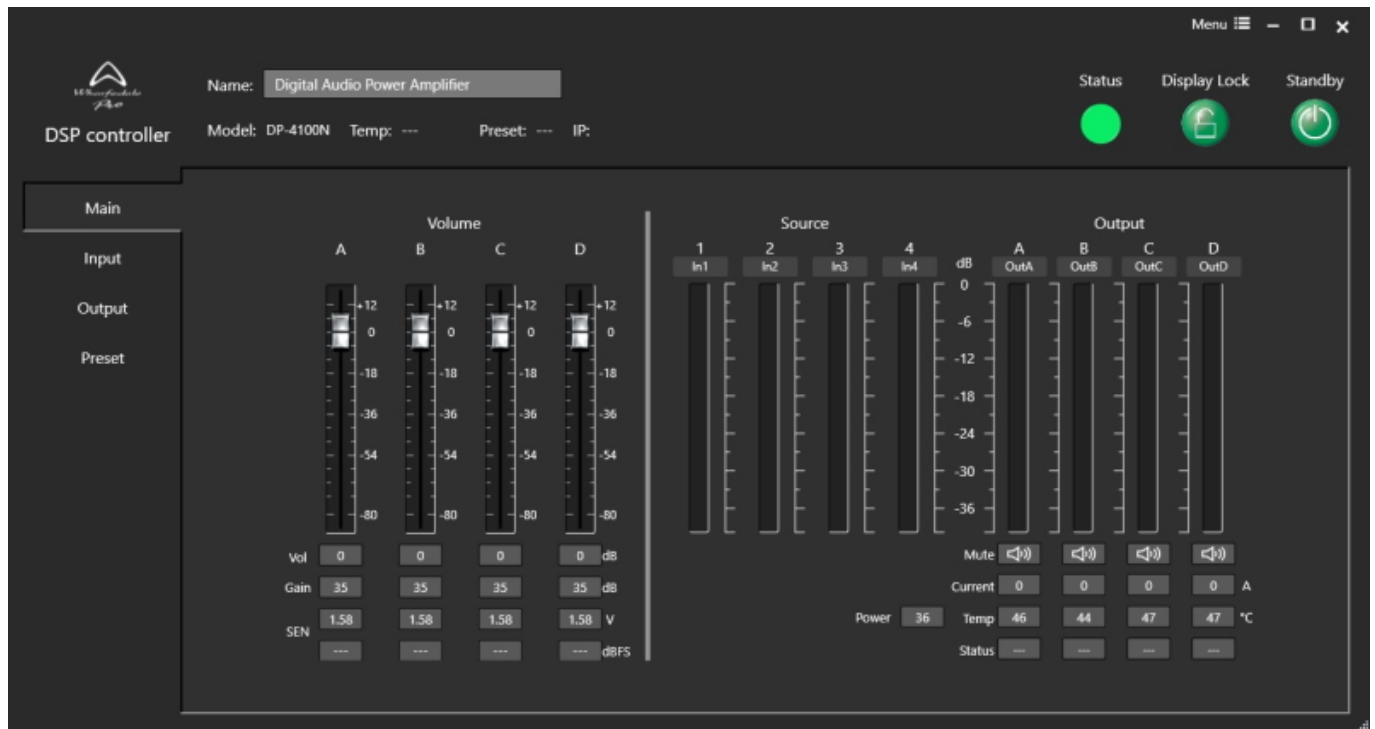 Menu
Wharfedale
Pro
DSP controller
Name: Digital Audio Power Amplifier
Model: DP-4100N Temp: --- Preset: --- IP:
Status Display Lock Standby
Main
Input
Output
Preset
Volume
A B C D
+12 +12 +12 +12
0 0 0 0
-18 -18 -18 -18
-36 -36 -36 -36
-54 -54 -54 -54
-80 -80 -80 -80
Vol 0 0 0 0 dB
Gain 35 35 35 35 dB
SEN 1.58 1.58 1.58 1.58 V
--- --- --- --- dBFS
Source Output
1 2 3 4 A B C D
In1 In2 In3 In4 dB OutA OutB OutC OutD
0
-6
-12
-18
-24
-30
-36
Mute
Current 0 0 0 0 A
Power 36 Temp 46 44 47 47 °C
Status --- --- --- ---